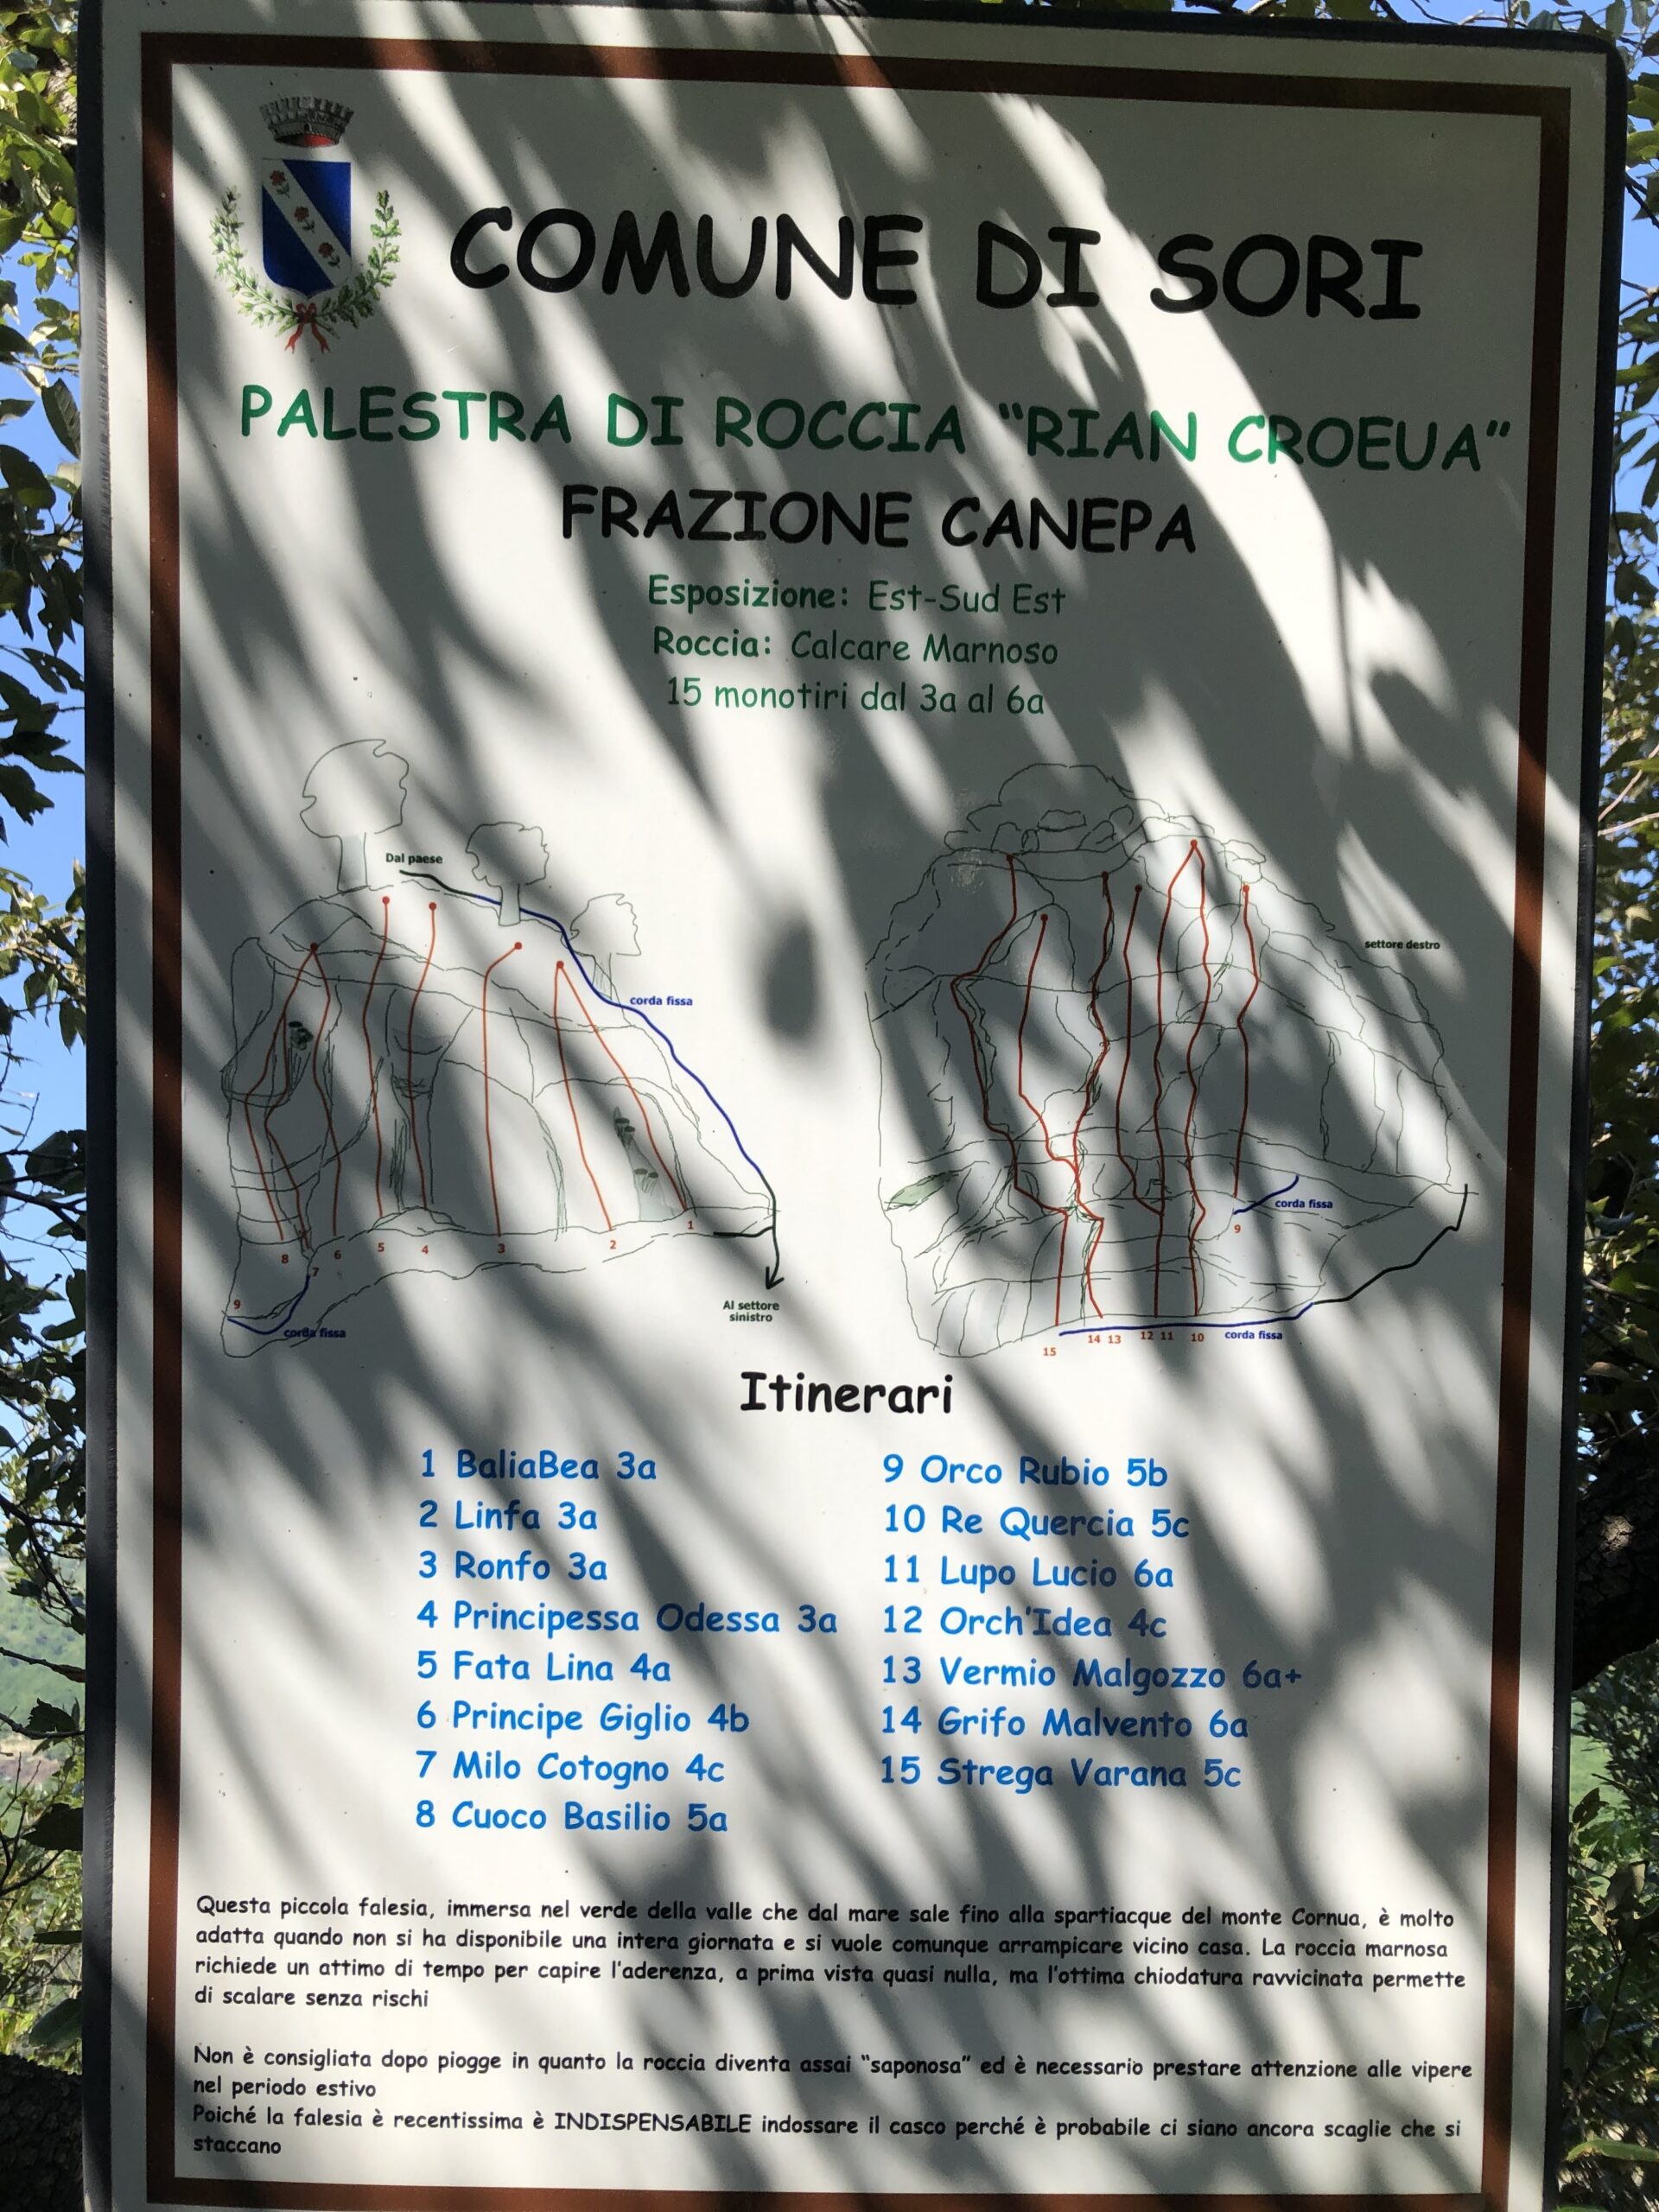 COMUNE DI SORI
PALESTRA DI ROCCIA "RIAN CROEUA"
FRAZIONE CANEPA
Esposizione: Est-Sud Est
Roccia: Calcare Marnoso
15 monotiri dal 3a al 6a
Dal paese
corda fissa
8 7 6 5 4 3 2 1
9
corda fissa
Al settore
sinistro
settore destro
corda fissa
9
15 14 13 12 11 10 corda fissa
Itinerari
1 BaliaBea 3a
2 Linfa 3a
3 Ronfo 3a
4 Principessa Odessa 3a
5 Fata Lina 4a
6 Principe Giglio 4b
7 Milo Cotogno 4c
8 Cuoco Basilio 5a
9 Orco Rubio 5b
10 Re Quercia 5c
11 Lupo Lucio 6a
12 Orch'Idea 4c
13 Vermio Malgozzo 6a+
14 Grifo Malvento 6a
15 Strega Varana 5c
Questa piccola falesia, immersa nel verde della valle che dal mare sale fino alla spartiacque del monte Cornua, è molto
adatta quando non si ha disponibile una intera giornata e si vuole comunque arrampicare vicino casa. La roccia marnosa
richiede un attimo di tempo per capire l'aderenza, a prima vista quasi nulla, ma l'ottima chiodatura ravvicinata permette
di scalare senza rischi
Non è consigliata dopo piogge in quanto la roccia diventa assai "saponosa" ed è necessario prestare attenzione alle vipere
nel periodo estivo
Poiché la falesia è recentissima è INDISPENSABILE indossare il casco perché è probabile ci siano ancora scaglie che si
staccano